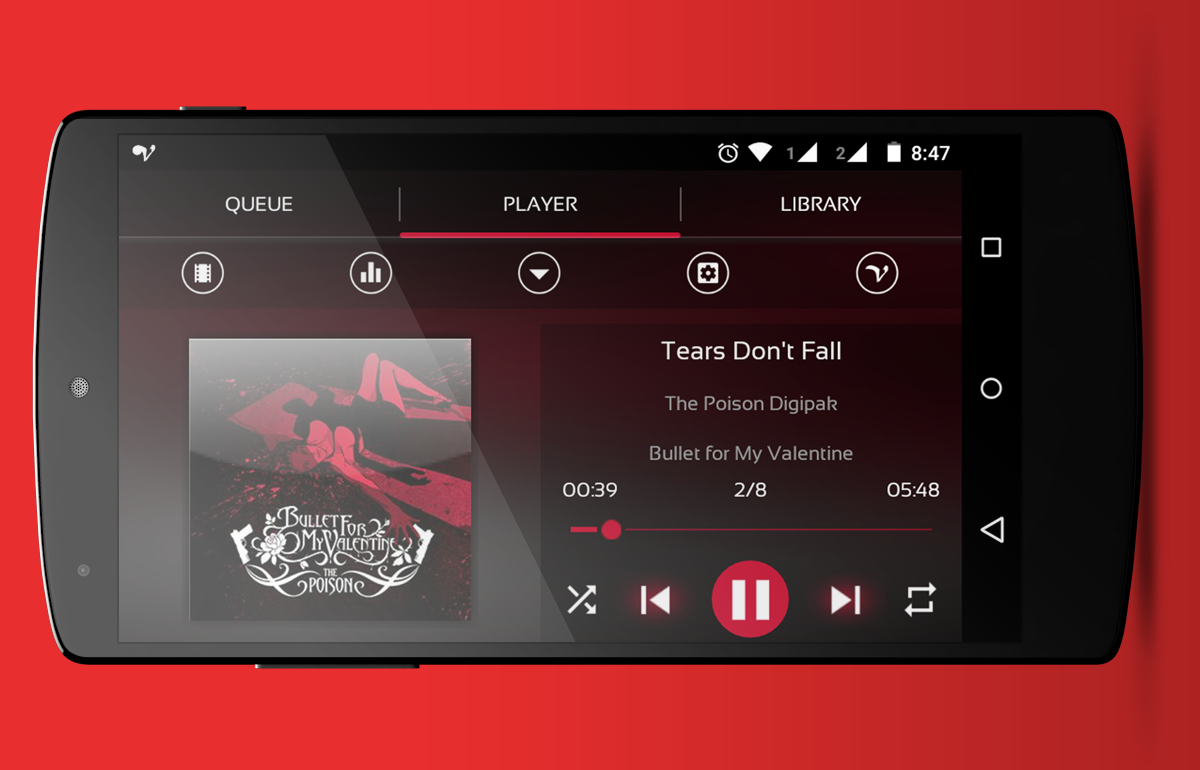 1 2 8:47
QUEUE PLAYER LIBRARY
Tears Don't Fall
The Poison Digipak
Bullet for My Valentine
00:39 2/8 05:48
BULLET FOR
MY VALENTINE
THE
POISON